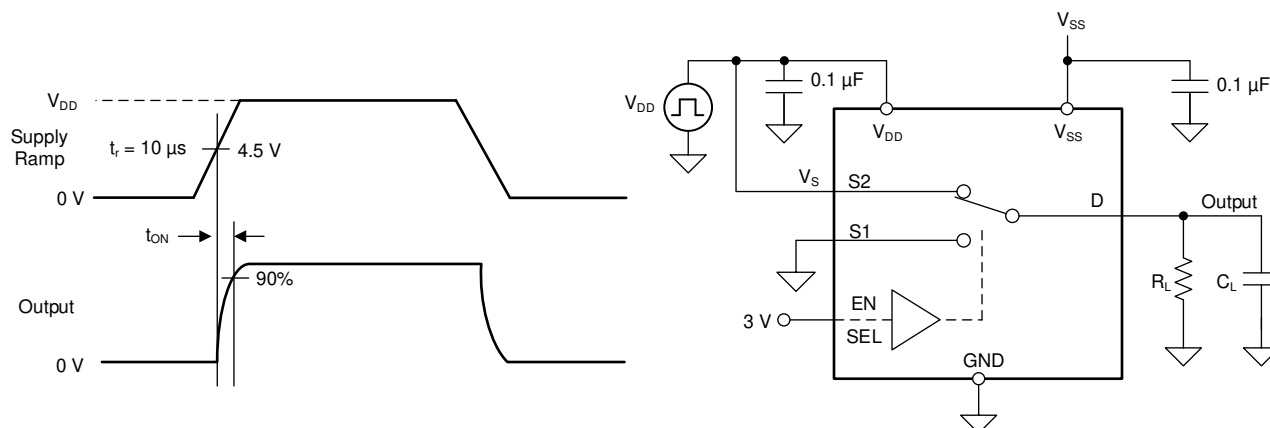 V_DD
Supply
Ramp
t_r = 10 µs
4.5 V
0 V
t_ON
90%
Output
0 V
V_SS
V_DD
0.1 µF
0.1 µF
V_DD
V_SS
V_S
S2
D
Output
S1
R_L
C_L
3 V
EN
SEL
GND